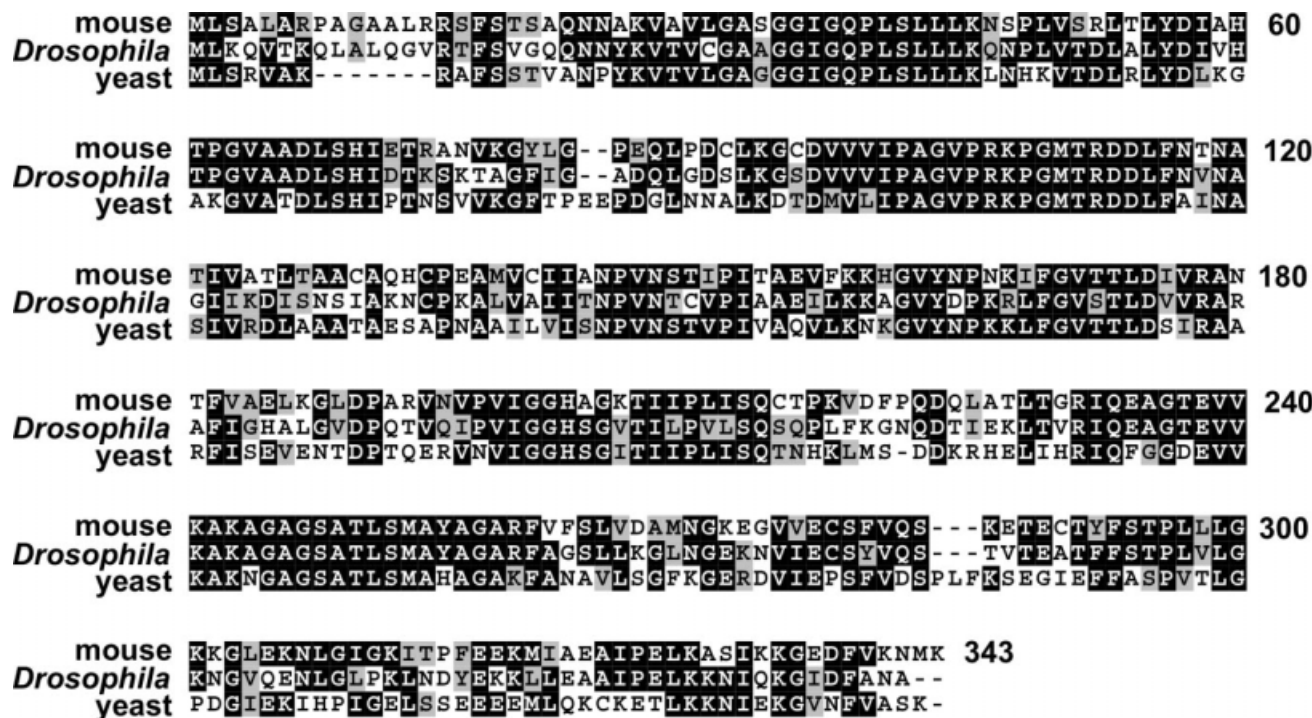 mouse MLSALARPAGAALRRSFSTSAQNNAKVAVLGASGGIGQPLSLLLKNSPLVSRLTLYDIAH 60
Drosophila MLKQVTKQLALQGVRTFSVGQQNNYKVTVCGAAGGIGQPLSLLLKQNPLVTDLALYDIVH
yeast MLSRVAK-------RAFSSTVANPYKVTVLGAGGGIGQPLSLLLKLNHKVTDLRLYDLKG
mouse TPGVAADLSHIETRANVKGYLG--PEQLPDCLKGCDVVVIPAGVPRKPGMTRDDLFNTNA 120
Drosophila TPGVAADLSHIDTKSKTAGFIG--ADQLGDSLKGSDVVVIPAGVPRKPGMTRDDLFNVNA
yeast AKGVATDLSHIPTNSVVKGFTPEEPDGLNNALKDTDMVLIPAGVPRKPGMTRDDLFAINA
mouse TIVATLTAACAQHCPEAMVCIIANPVNSTIPITAEVFKKHGVYNPNKIFGVTTLDIVRAN 180
Drosophila GIIKDISNSIAKNCPKALVAIITNPVNTCVPIAAEILKKAGVYDPKRLFGVSTLDVVRAR
yeast SIVRDLAAATAESAPNAAILVISNPVNSTVPIVAQVLKNKGVYNPKKLFGVTTLDSIRAA
mouse TFVAELKGLDPARVNVPVIGGHAGKTIIPLISQCTPKVDFPQDQLATLTGRIQEAGTEVV 240
Drosophila AFIGHALGVDPQTVQIPVIGGHSGVTILPVLSQSQPLFKGNQDTIEKLTVRIQEAGTEVV
yeast RFISEVENTDPTQERVNVIGGHSGITIIPLISQTNHKLMS-DDKRHELIHRIQFGGDEVV
mouse KAKAGAGSATLSMAYAGARFVFSLVDAMNGKEGVVECSFVQS---KETECTYFSTPLLLG 300
Drosophila KAKAGAGSATLSMAYAGARFAGSLLKGLNGEKNVIECSYVQS---TVTEATFFSTPLVLG
yeast KAKNGAGSATLSMAHAGAKFANAVLSGFKGERDVIEPSFVDSPLFKSEGIEFFASPVTLG
mouse KKGLEKNLGIGKITPFEEKMIAEAIPELKASIKKGEDFVKNMK 343
Drosophila KNGVQENLGLPKLNDYEKKLLEAAIPELKKNIQKGIDFANA--
yeast PDGIEKIHPIGELSSEEEEMLQKCKETLKKNIEKGVNFVASK-